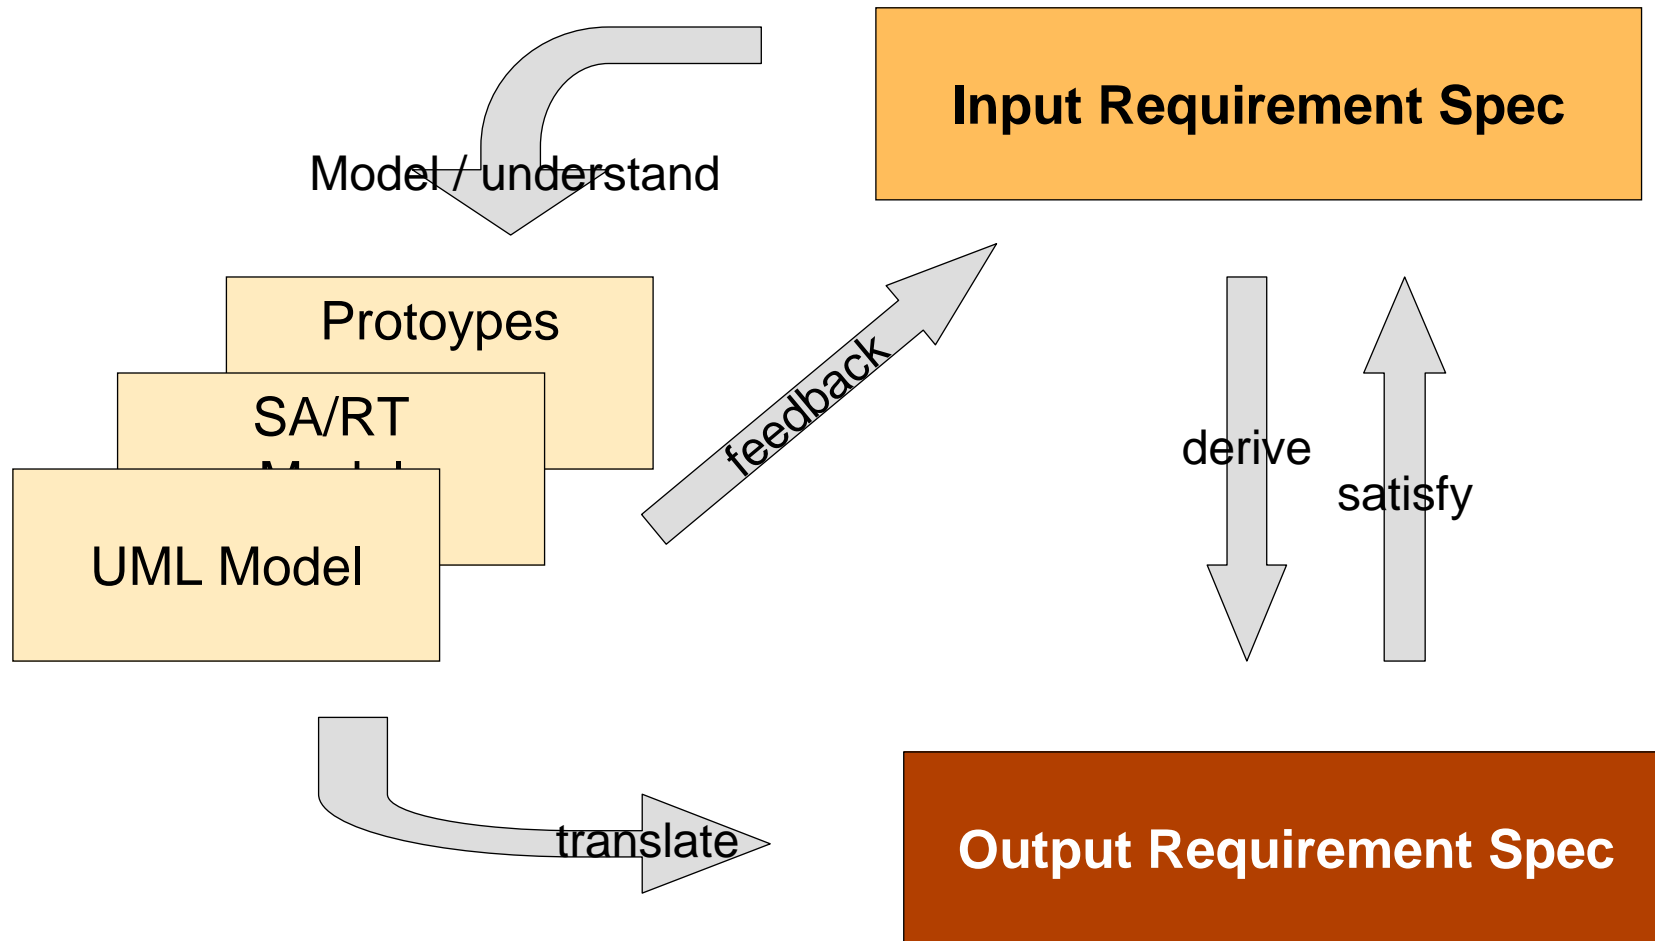 Input Requirement Spec
Model / understand
Protoypes
SA/RT
feedback
derive
satisfy
UML Model
translate
Output Requirement Spec